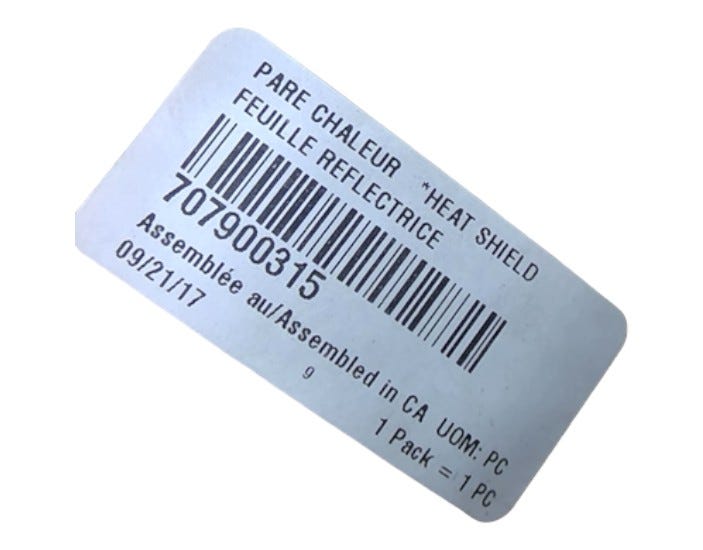 PARE CHALEUR *HEAT SHIELD
FEUILLE REFLECTRICE
707900315
Assemblée au/Assembled in CA UOM: PC
09/21/17 9 1 Pack = 1 PC